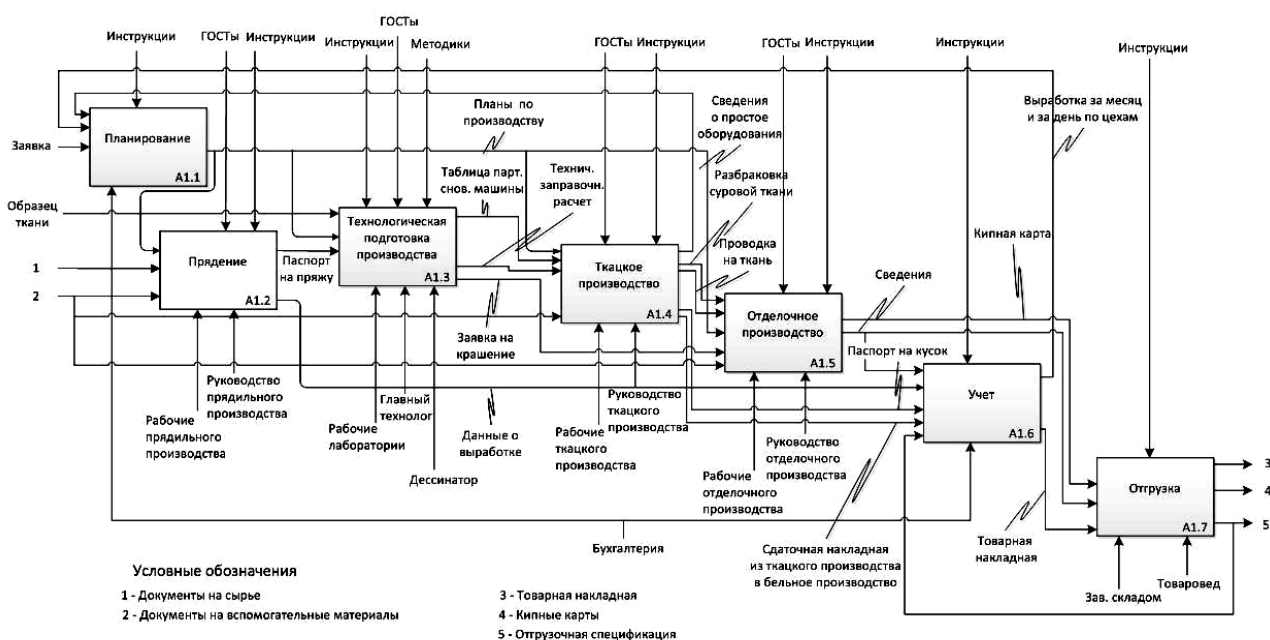 ГОСТы
Инструкции
ГОСТы
Инструкции
Инструкции
Методики
ГОСТы
Инструкции
ГОСТы
Инструкции
Инструкции
Инструкции
Планы по
производству
Сведения
о простое
оборудования
Выработка за месяц
и за день по цехам
Заявка
Планирование
А1.1
Таблица парт.
снов. машины
Технич.
заправочн.
расчет
Разбраковка
суровой ткани
Образец
ткани
Технологическая
подготовка
производства
А1.3
Проводка
на ткань
Кипная карта
1
2
Прядение
А1.2
Паспорт
на пряжу
Ткацкое
производство
А1.4
Сведения
Заявка на
крашение
Отделочное
производство
А1.5
Паспорт на кусок
Учет
А1.6
Рабочие
прядильного
производства
Руководство
прядильного
производства
Рабочие
лаборатории
Главный
технолог
Дессинатор
Данные о
выработке
Рабочие
ткацкого
производства
Руководство
ткацкого
производства
Рабочие
отделочного
производства
Руководство
отделочного
производства
Отгрузка
А1.7
3
4
5
Бухгалтерия
Сдаточная накладная
из ткацкого производства
в бельное производство
Товарная
накладная
Зав. складом
Товаровед
Условные обозначения
1 - Документы на сырье
2 - Документы на вспомогательные материалы
3 - Товарная накладная
4 - Кипные карты
5 - Отгрузочная спецификация